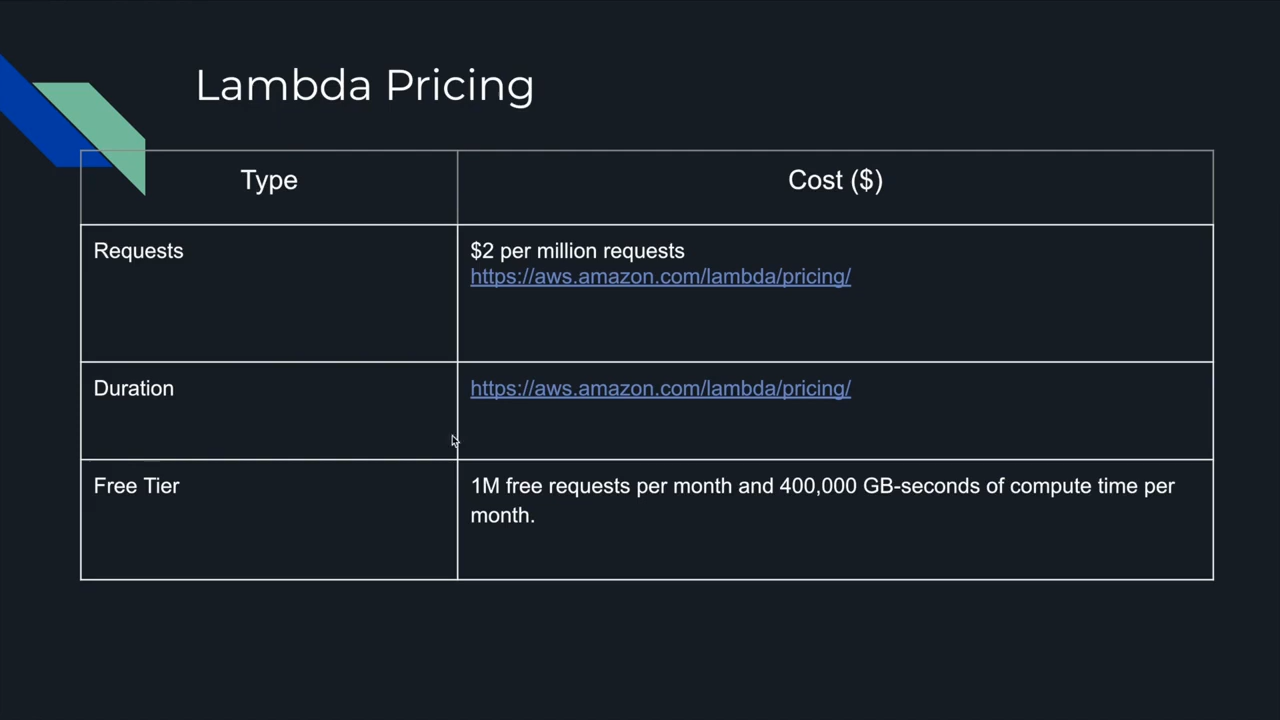 Lambda Pricing
Type
Cost ($)
Requests
$2 per million requests
https://aws.amazon.com/lambda/pricing/
Duration
https://aws.amazon.com/lambda/pricing/
Free Tier
1M free requests per month and 400,000 GB-seconds of compute time per
month.